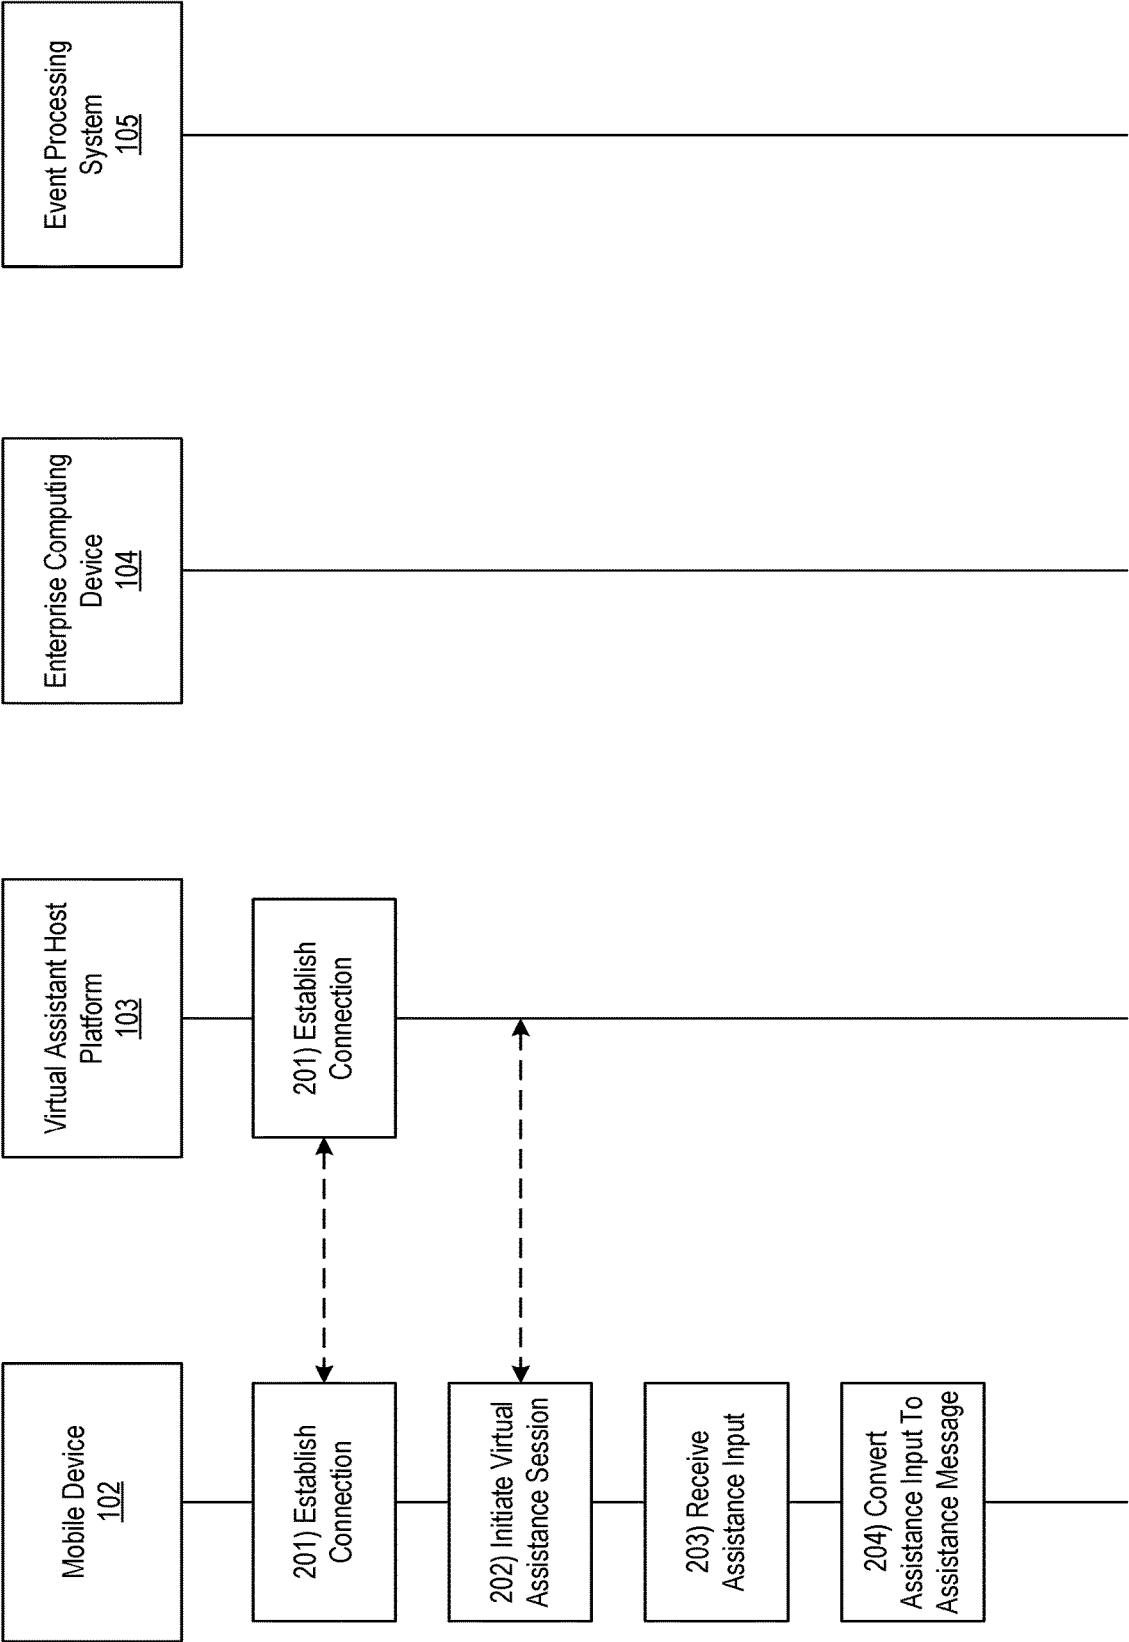 Mobile Device
102
Virtual Assistant Host
Platform
103
Enterprise Computing
Device
104
Event Processing
System
105
201) Establish
Connection
201) Establish
Connection
202) Initiate Virtual
Assistance Session
203) Receive
Assistance Input
204) Convert
Assistance Input To
Assistance Message